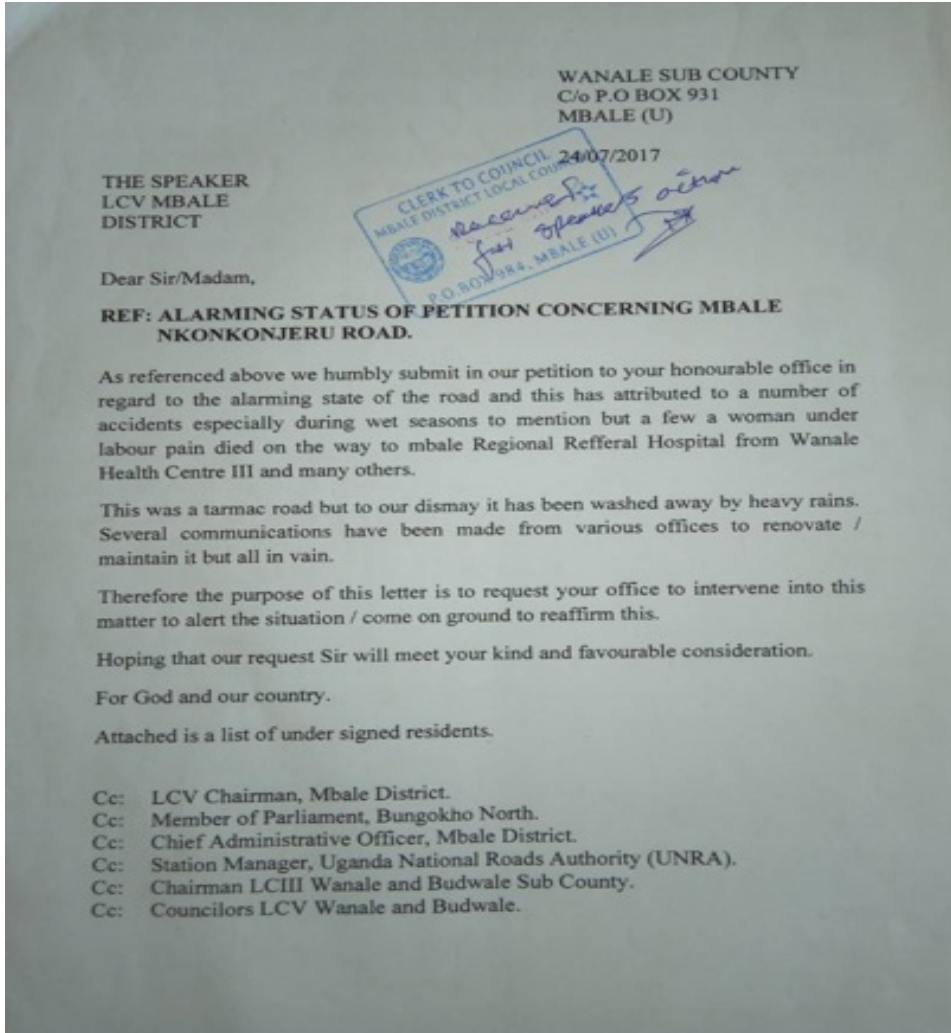 WANALE SUB COUNTY
C/o P.O BOX 931
MBALE (U)
24/07/2017
THE SPEAKER
LCV MBALE
DISTRICT
CLERK TO COUNCIL
MBALE DISTRICT LOCAL COUNCIL
Received
for speakers action
P.O. BOX 984, MBALE (U)
Dear Sir/Madam,
REF: ALARMING STATUS OF PETITION CONCERNING MBALE
NKONKONJERU ROAD.
As referenced above we humbly submit in our petition to your honourable office in
regard to the alarming state of the road and this has attributed to a number of
accidents especially during wet seasons to mention but a few a woman under
labour pain died on the way to mbale Regional Refferal Hospital from Wanale
Health Centre III and many others.
This was a tarmac road but to our dismay it has been washed away by heavy rains.
Several communications have been made from various offices to renovate /
maintain it but all in vain.
Therefore the purpose of this letter is to request your office to intervene into this
matter to alert the situation / come on ground to reaffirm this.
Hoping that our request Sir will meet your kind and favourable consideration.
For God and our country.
Attached is a list of under signed residents.
Cc: LCV Chairman, Mbale District.
Cc: Member of Parliament, Bungokho North.
Cc: Chief Administrative Officer, Mbale District.
Cc: Station Manager, Uganda National Roads Authority (UNRA).
Cc: Chairman LCIII Wanale and Budwale Sub County.
Cc: Councilors LCV Wanale and Budwale.